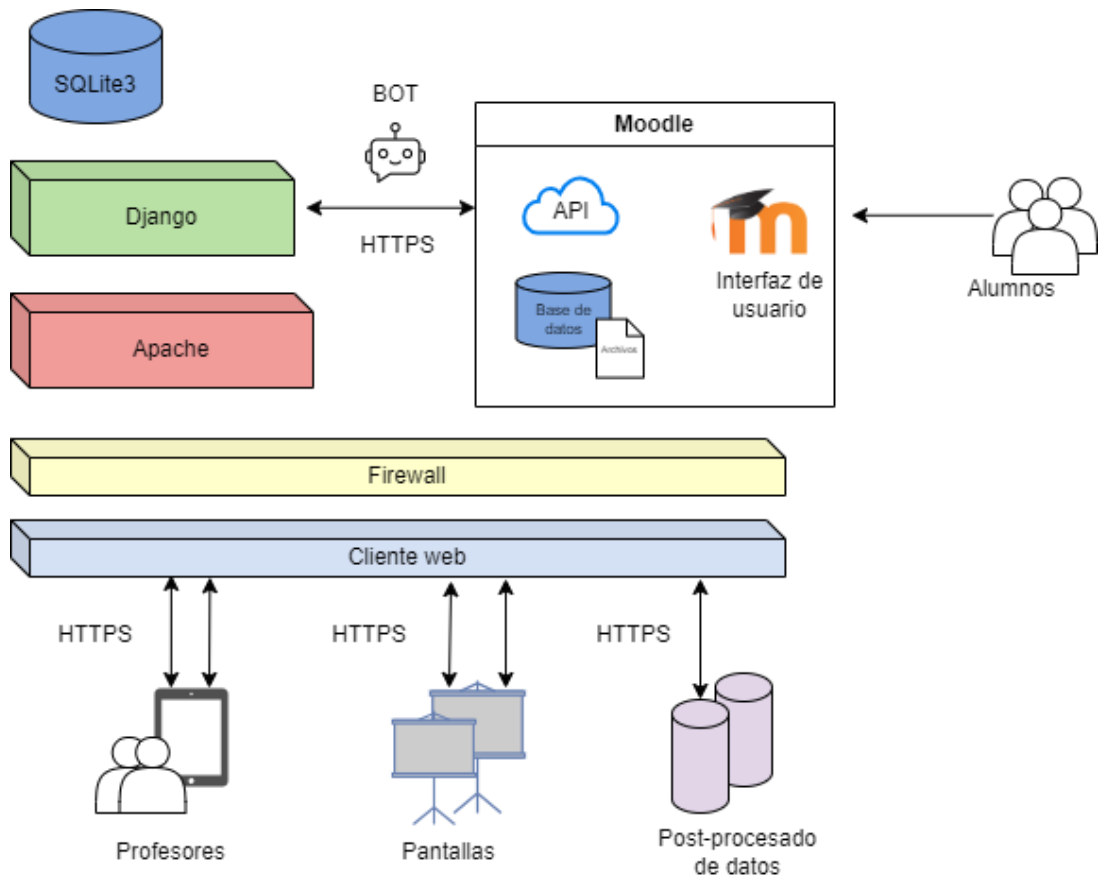 SQLite3
BOT
Moodle
Django
HTTPS
API
Interfaz de
usuario
Base de
datos
Archivos
Alumnos
Apache
Firewall
Cliente web
HTTPS
HTTPS
HTTPS
Profesores
Pantallas
Post-procesado
de datos